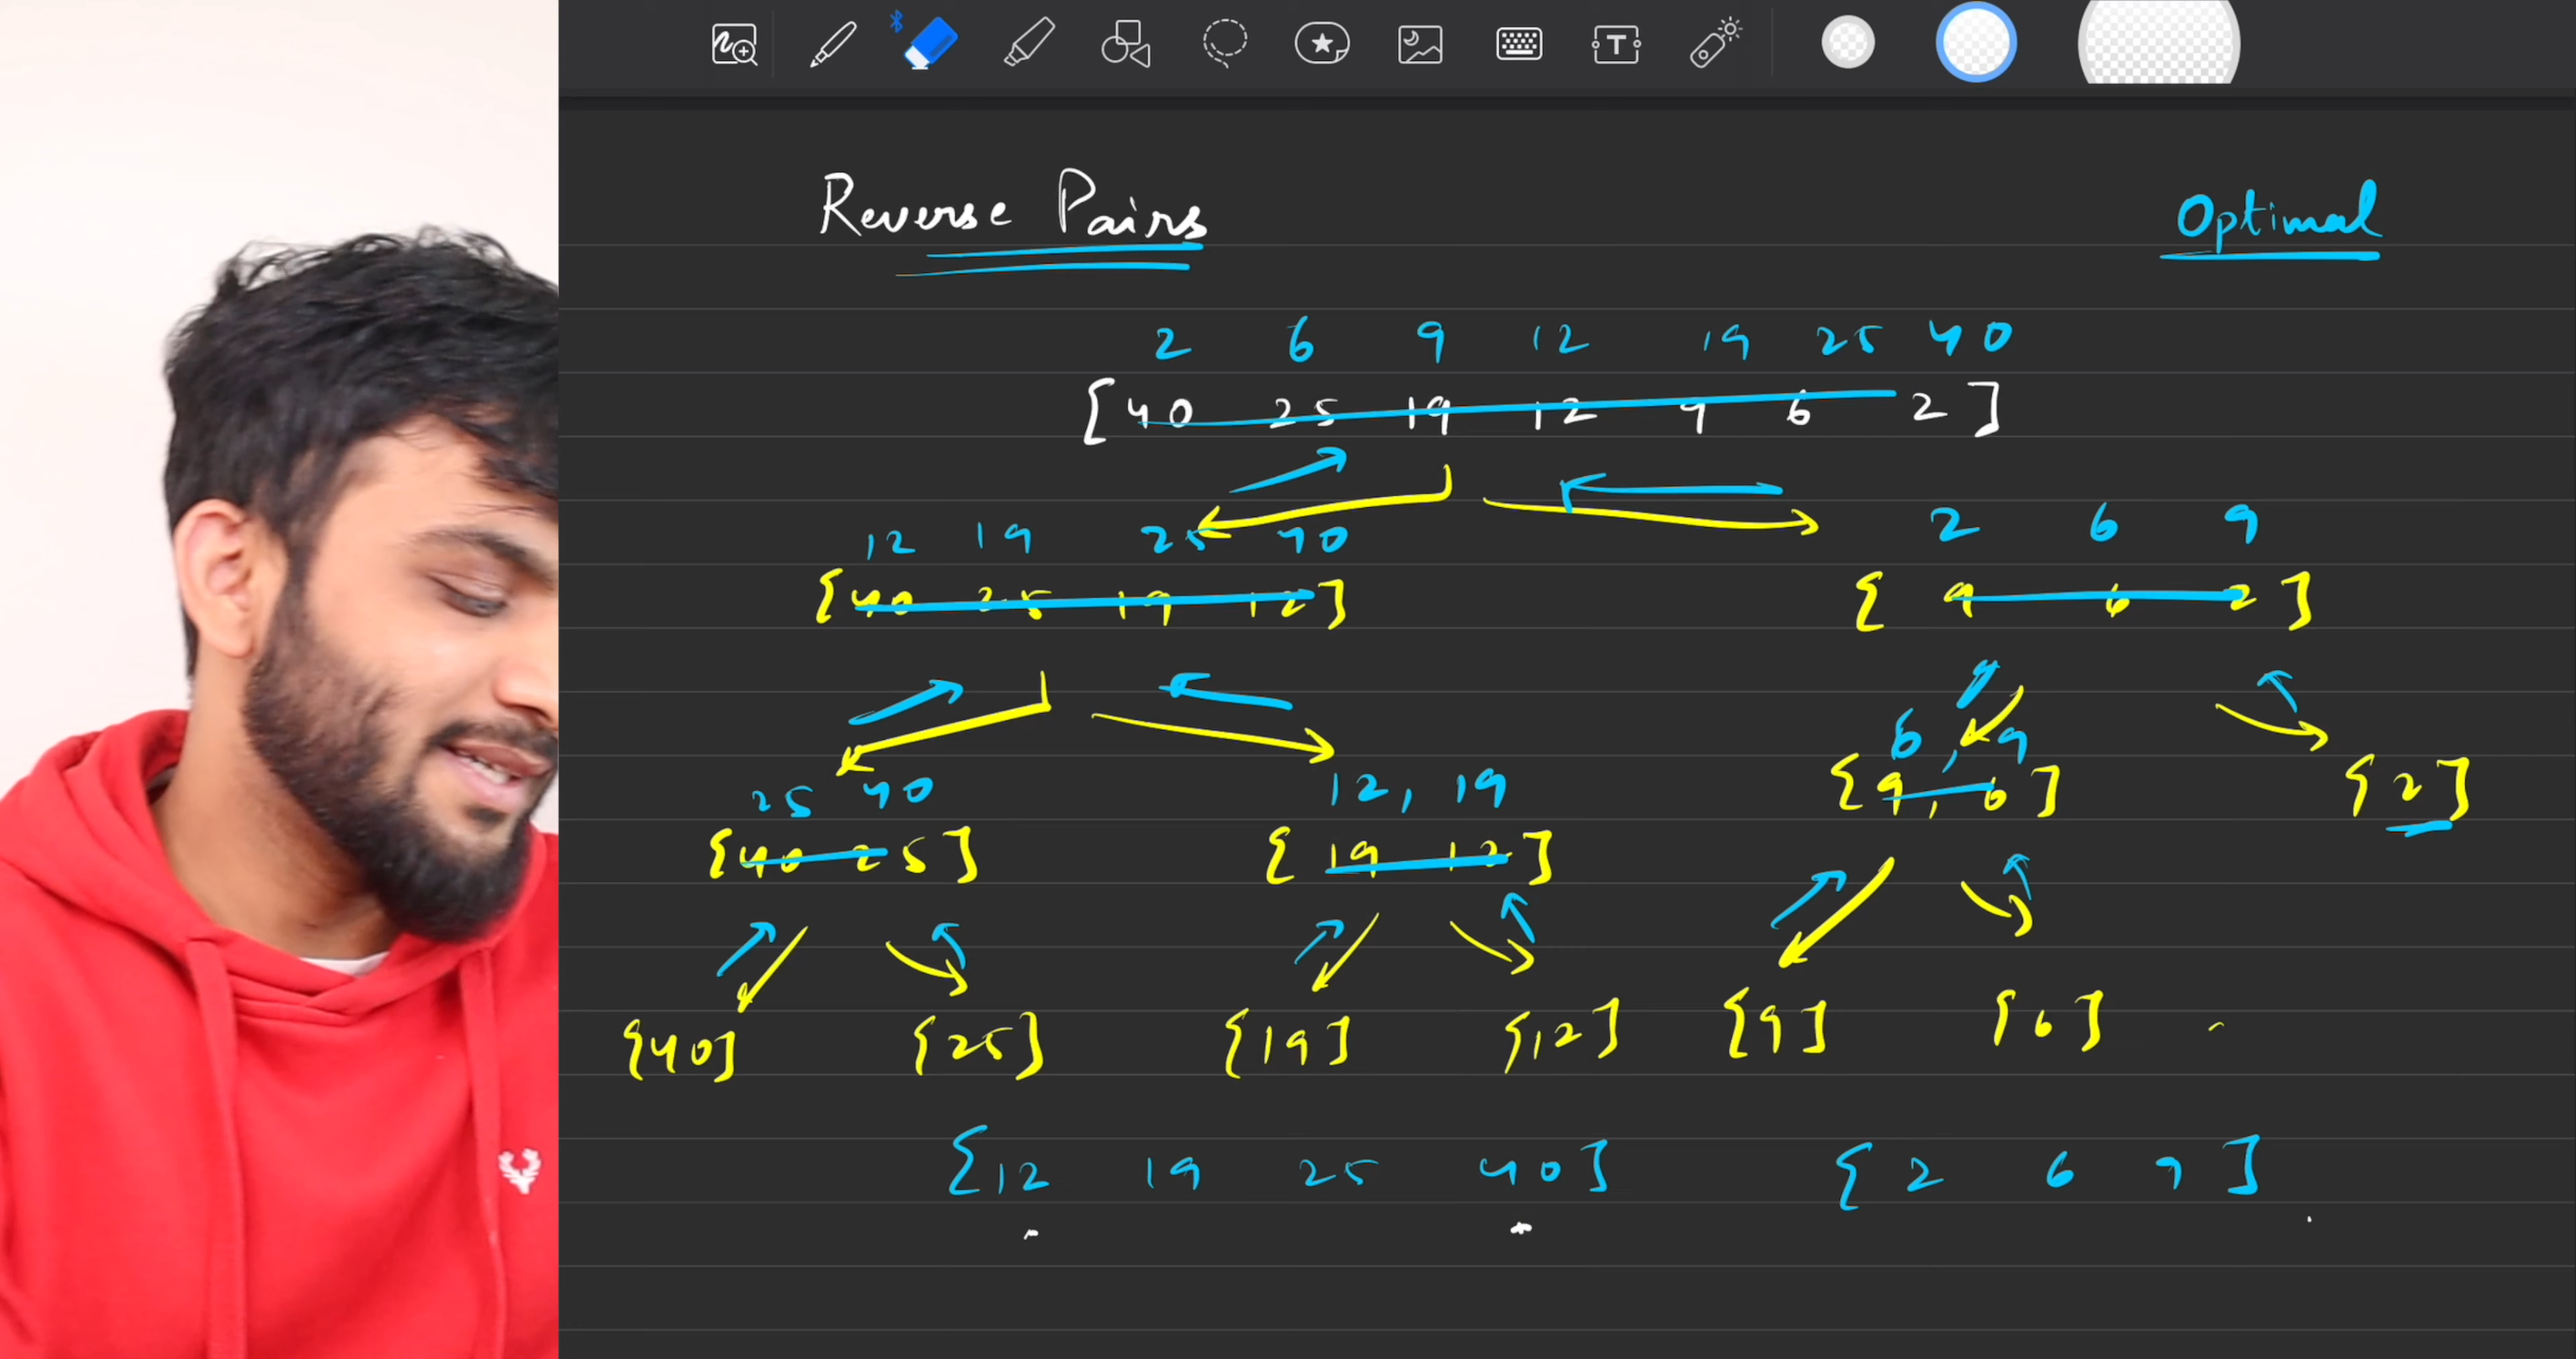 Reverse Pairs
Optimal
2 6 9 12 19 25 40
[40 25 19 12 9 6 2]
12 19 25 40
2 6 9
[40 25 19 12]
[9 6 2]
25 40
12, 19
6, 9
[40 25]
[19 12]
[9, 6]
[2]
[40]
[25]
[19]
[12]
[9]
[6]
[12 19 25 40]
[2 6 9]